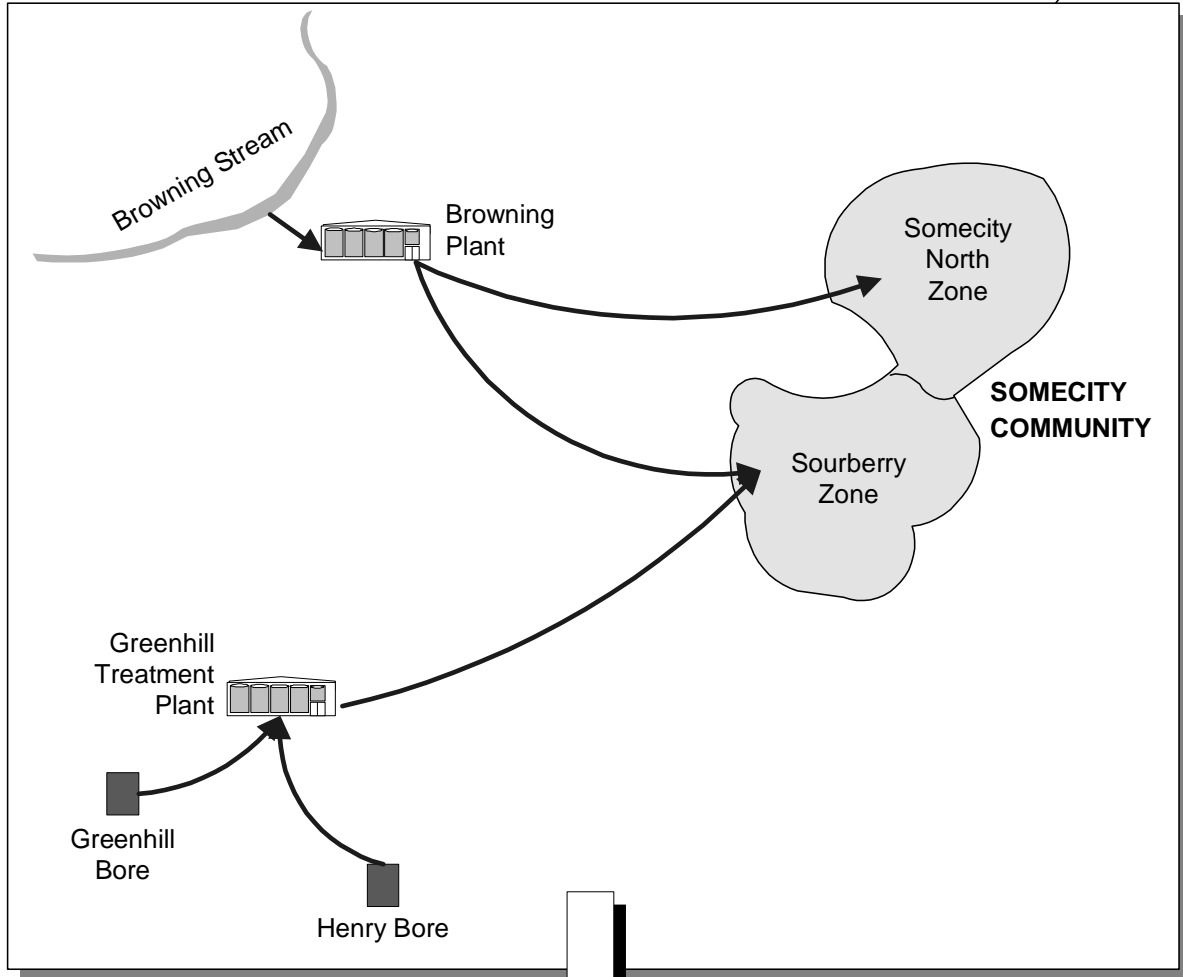 Browning Stream
Browning
Plant
Somecity
North
Zone
SOMECITY
COMMUNITY
Sourberry
Zone
Greenhill
Treatment
Plant
Greenhill
Bore
Henry Bore